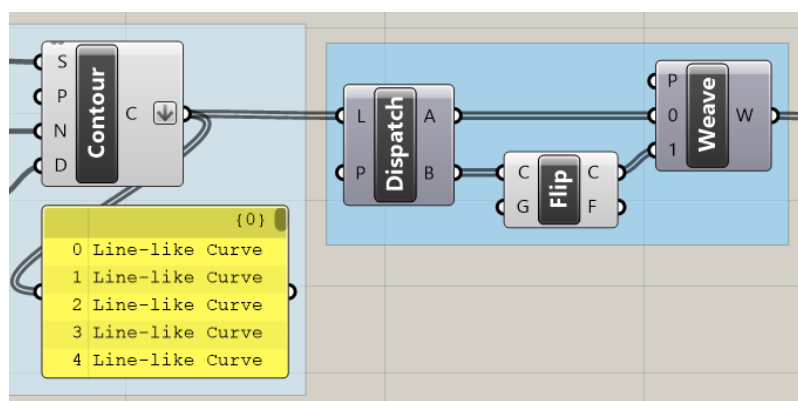 S
P
N
D
Contour
C
L
P
Dispatch
A
B
C
G
Flip
C
F
P
0
1
Weave
W
{0}
0 Line-like Curve
1 Line-like Curve
2 Line-like Curve
3 Line-like Curve
4 Line-like Curve